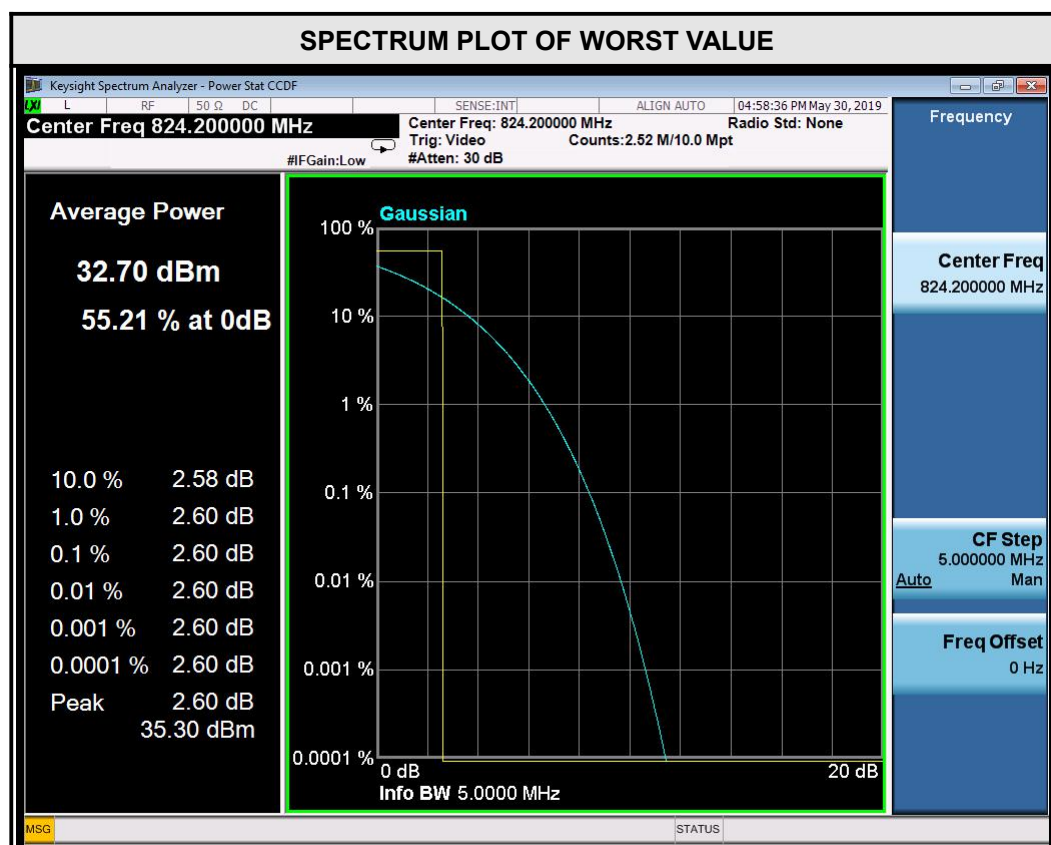 SPECTRUM PLOT OF WORST VALUE
Keysight Spectrum Analyzer - Power Stat CCDF
LXI L RF 50 Ω DC SENSE:INT ALIGN AUTO 04:58:36 PM May 30, 2019
Center Freq 824.200000 MHz
#IFGain:Low
Center Freq: 824.200000 MHz Radio Std: None
Trig: Video Counts:2.52 M/10.0 Mpt
#Atten: 30 dB
Average Power
32.70 dBm
55.21 % at 0dB
10.0 % 2.58 dB
1.0 % 2.60 dB
0.1 % 2.60 dB
0.01 % 2.60 dB
0.001 % 2.60 dB
0.0001 % 2.60 dB
Peak 2.60 dB
35.30 dBm
Gaussian
100 %
10 %
1 %
0.1 %
0.01 %
0.001 %
0.0001 %
0 dB 20 dB
Info BW 5.0000 MHz
Frequency
Center Freq
824.200000 MHz
CF Step
5.000000 MHz
Auto Man
Freq Offset
0 Hz
MSG STATUS